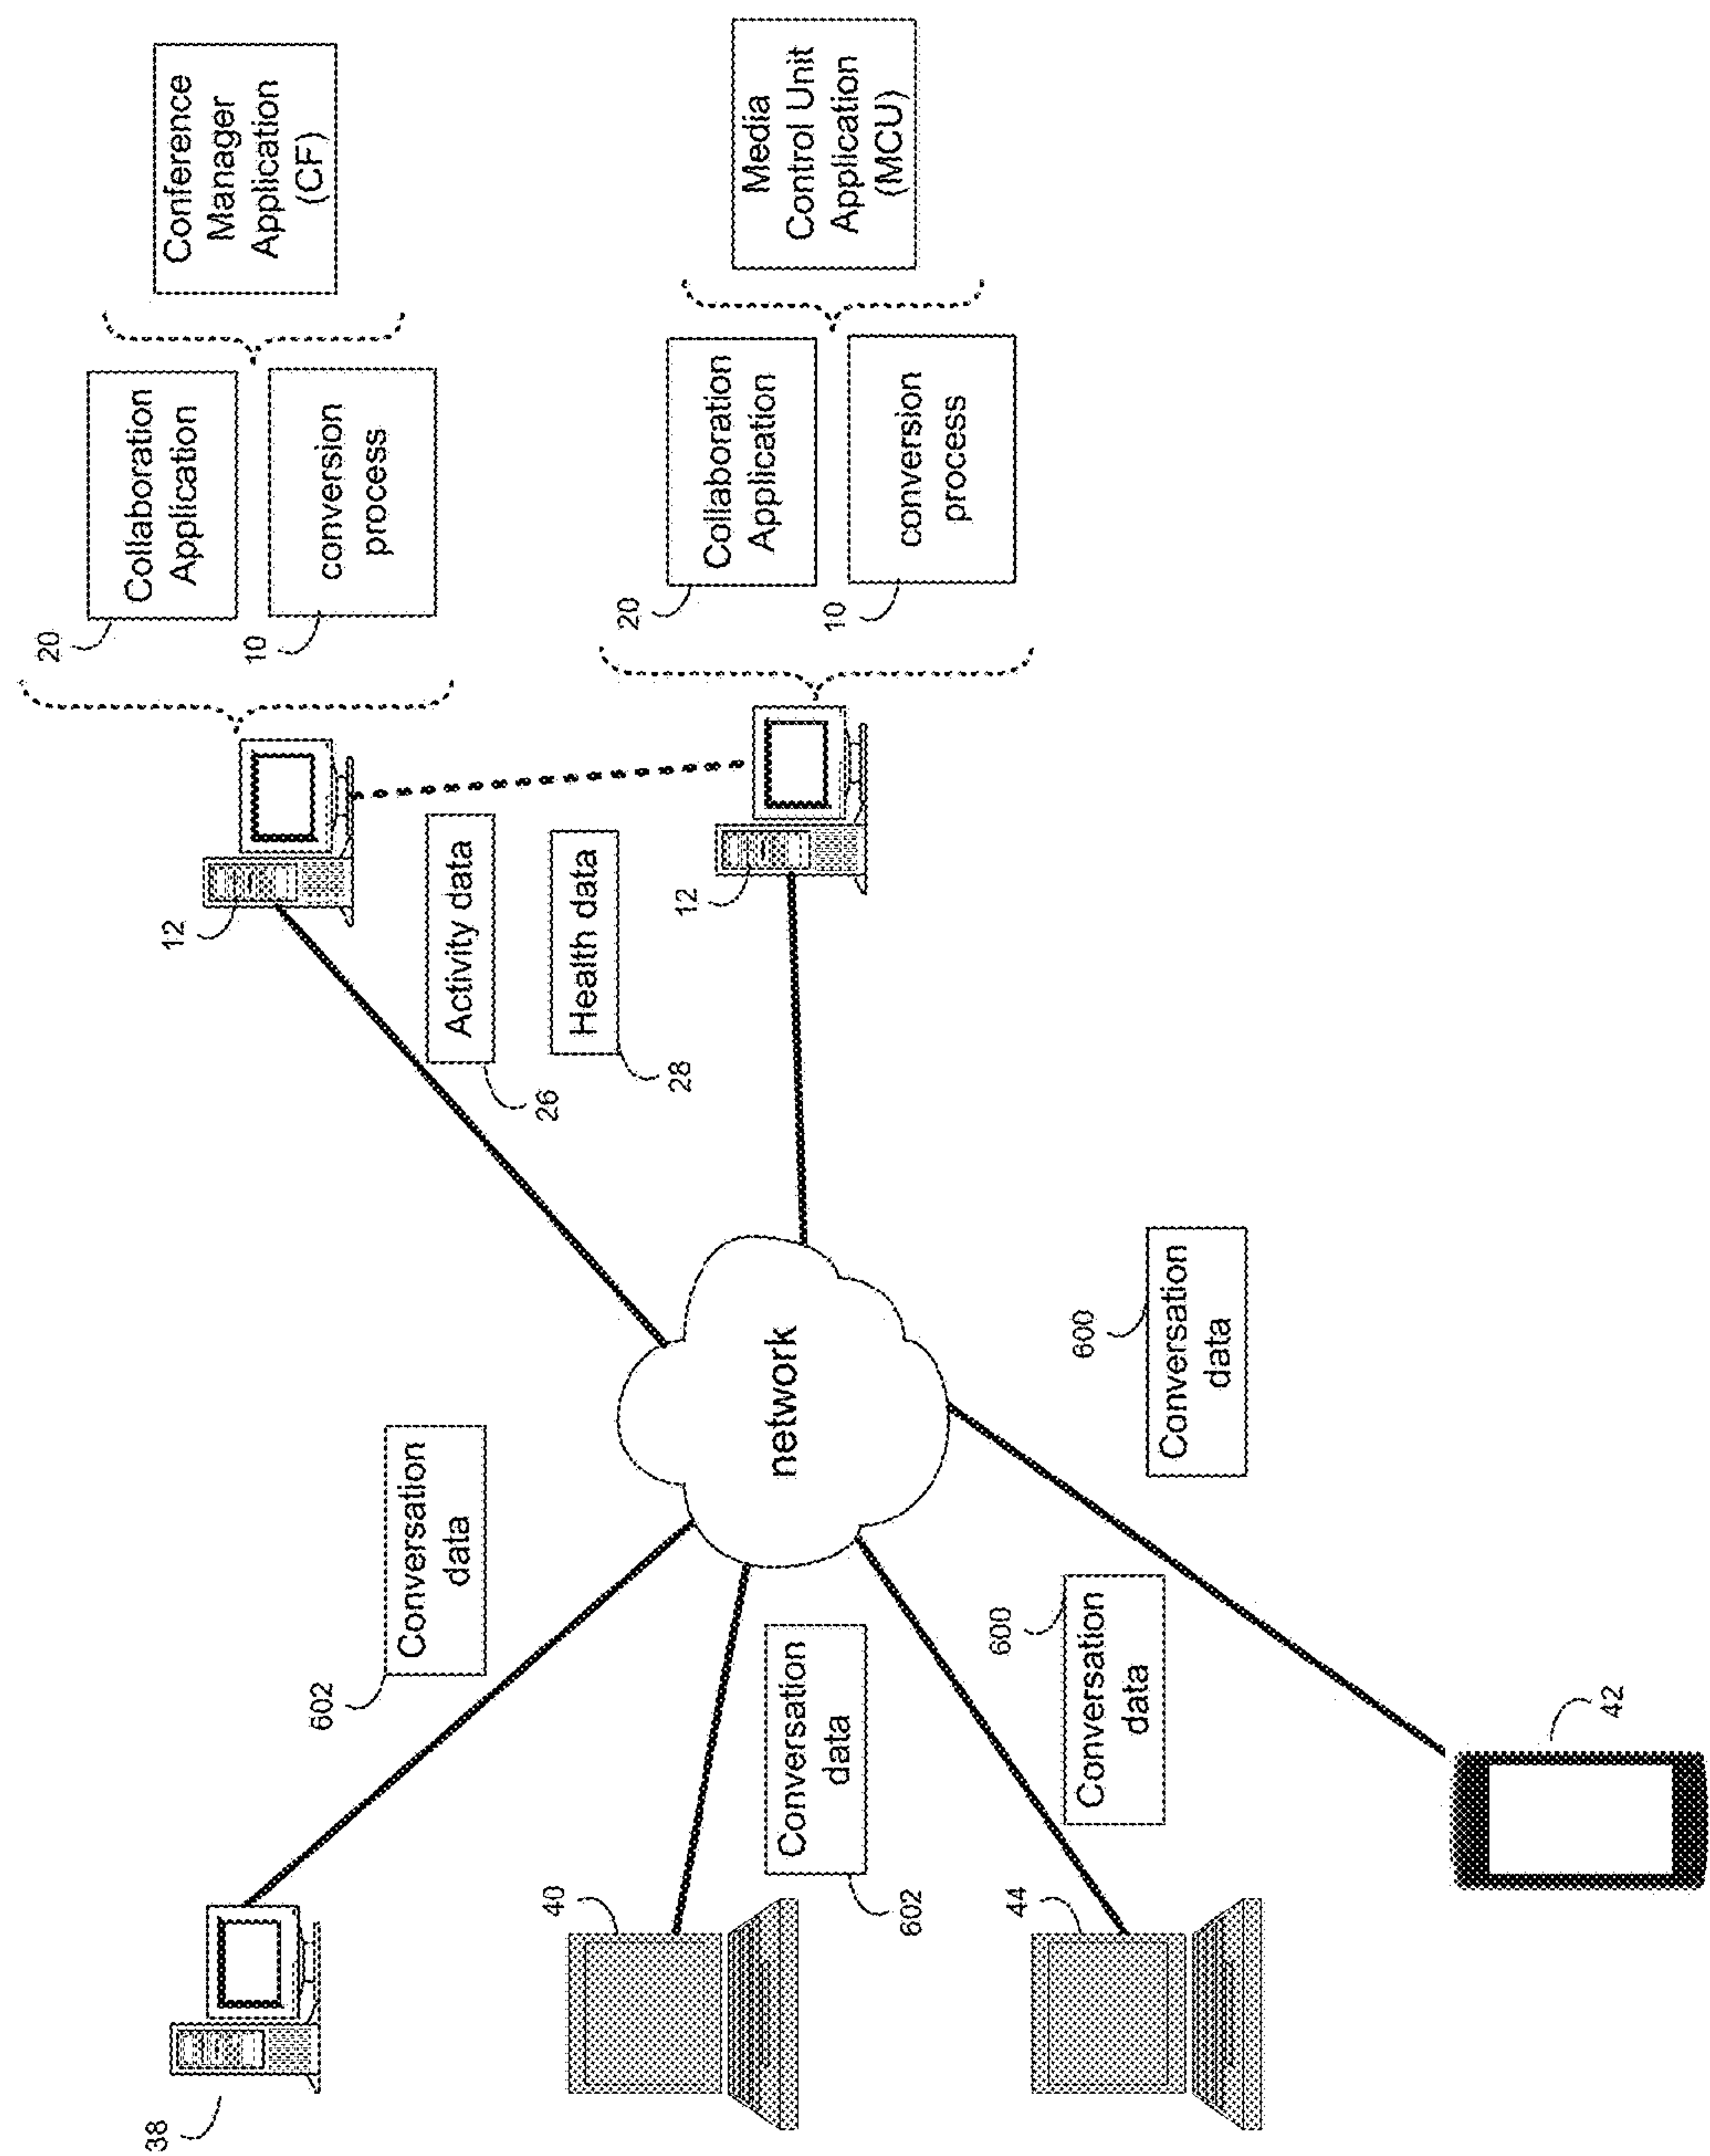 20
Collaboration
Application
Conference
Manager
Application
(CF)
38
12
10
conversion
process
602
Conversation
data
Activity data
26
40
Health data
28
12
20
Collaboration
Application
Media
Control Unit
Application
(MCU)
network
Conversation
data
602
10
conversion
process
44
600
Conversation
data
600
Conversation
data
42